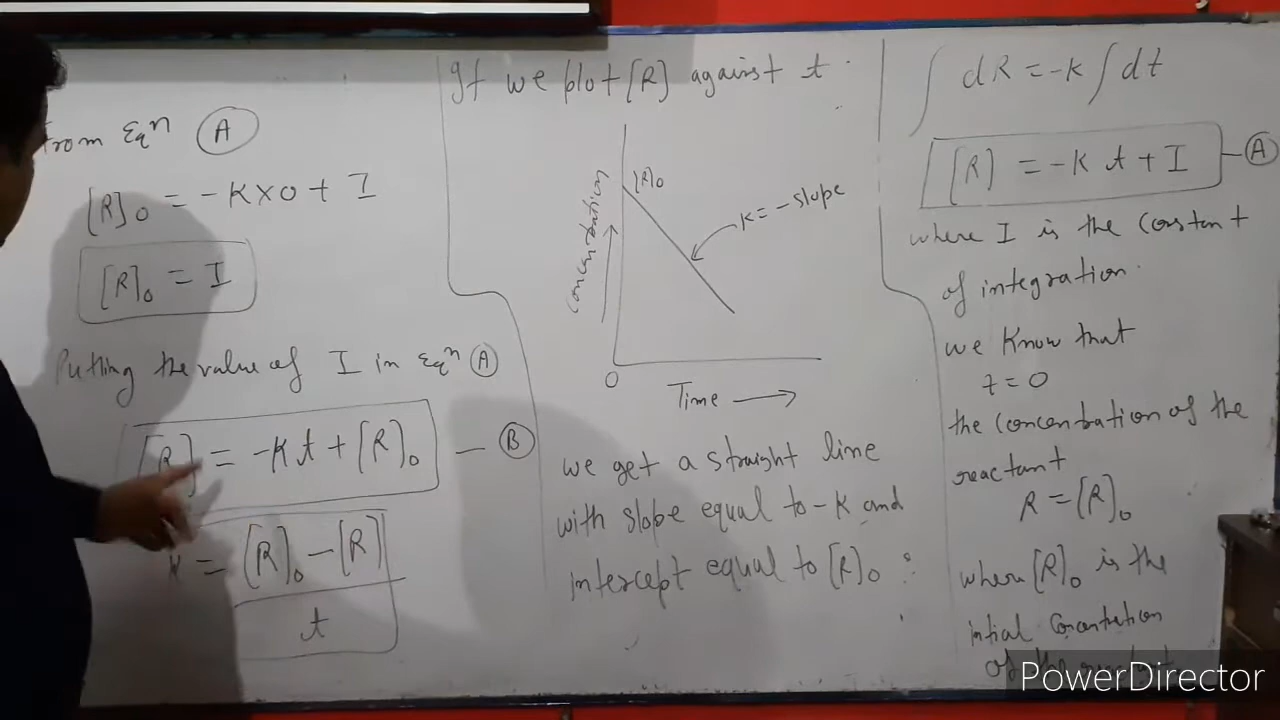 from Eqn (A)
[R]₀ = -K×0 + I
[R]₀ = I
Putting the value of I in Eqn (A)
[R] = -Kt + [R]₀ — (B)
= [R]₀ - [R]
t
If we plot [R] against t
[R]₀
K = -slope
concentration
0
Time
we get a straight line
with slope equal to -K and
intercept equal to [R]₀
∫ dR = -K ∫ dt
[R] = -K t + I — (A)
where I is the constant
of integration.
we know that
t = 0
the concentration of the
reactant
R = [R]₀
where [R]₀ is the
intial
of the
PowerDirector